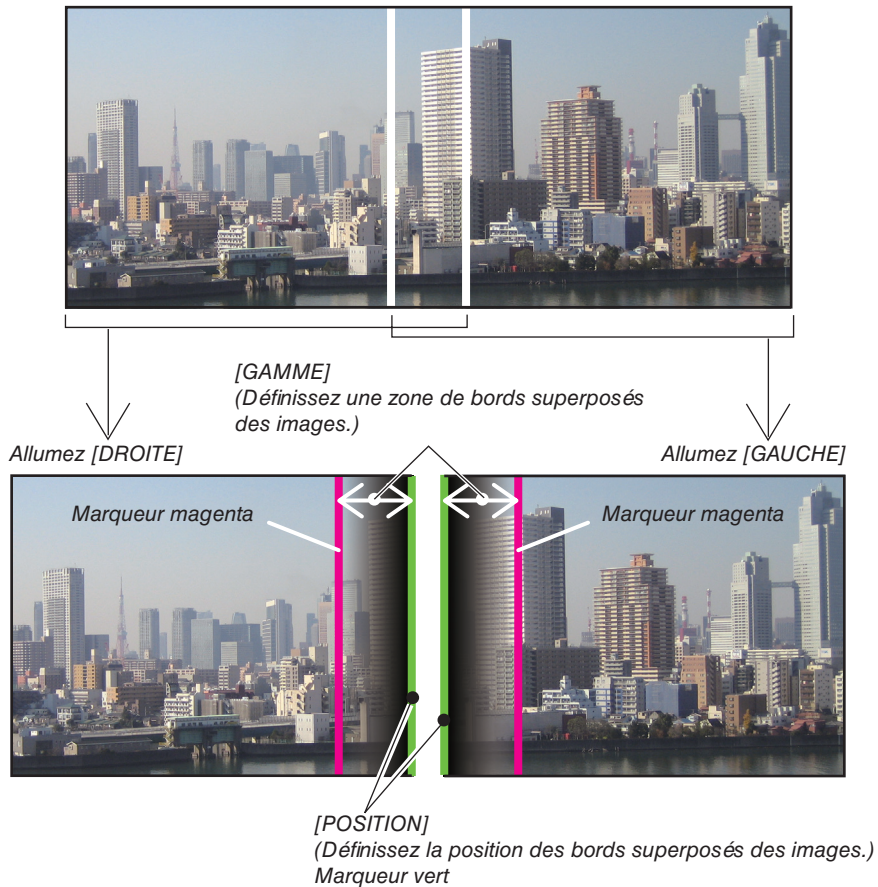 [GAMME]
(Définissez une zone de bords superposés
des images.)
Allumez [DROITE]
Allumez [GAUCHE]
Marqueur magenta
Marqueur magenta
[POSITION]
(Définissez la position des bords superposés des images.)
Marqueur vert